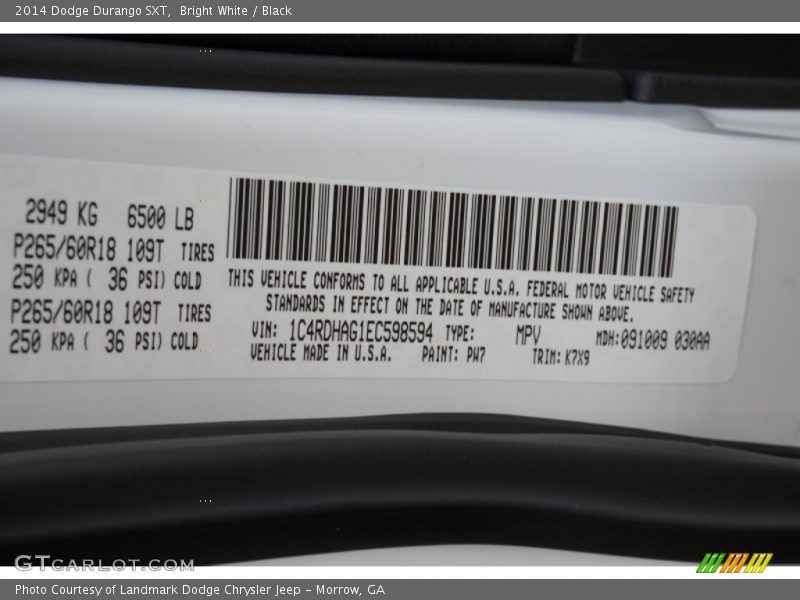 2014 Dodge Durango SXT,  Bright White / Black
2949 KG 6500 LB
P265/60R18 109T TIRES
250 KPA ( 36 PSI) COLD
P265/60R18 109T TIRES
250 KPA ( 36 PSI) COLD
THIS VEHICLE CONFORMS TO ALL APPLICABLE U.S.A. FEDERAL MOTOR VEHICLE SAFETY
STANDARDS IN EFFECT ON THE DATE OF MANUFACTURE SHOWN ABOVE.
VIN: 1C4RDHAG1EC598594 TYPE: MPV MDH:091009 030AA
VEHICLE MADE IN U.S.A. PAINT: PW7 TRIM: K7X9
GTCARLOT.COM
Photo Courtesy of Landmark Dodge Chrysler Jeep - Morrow, GA